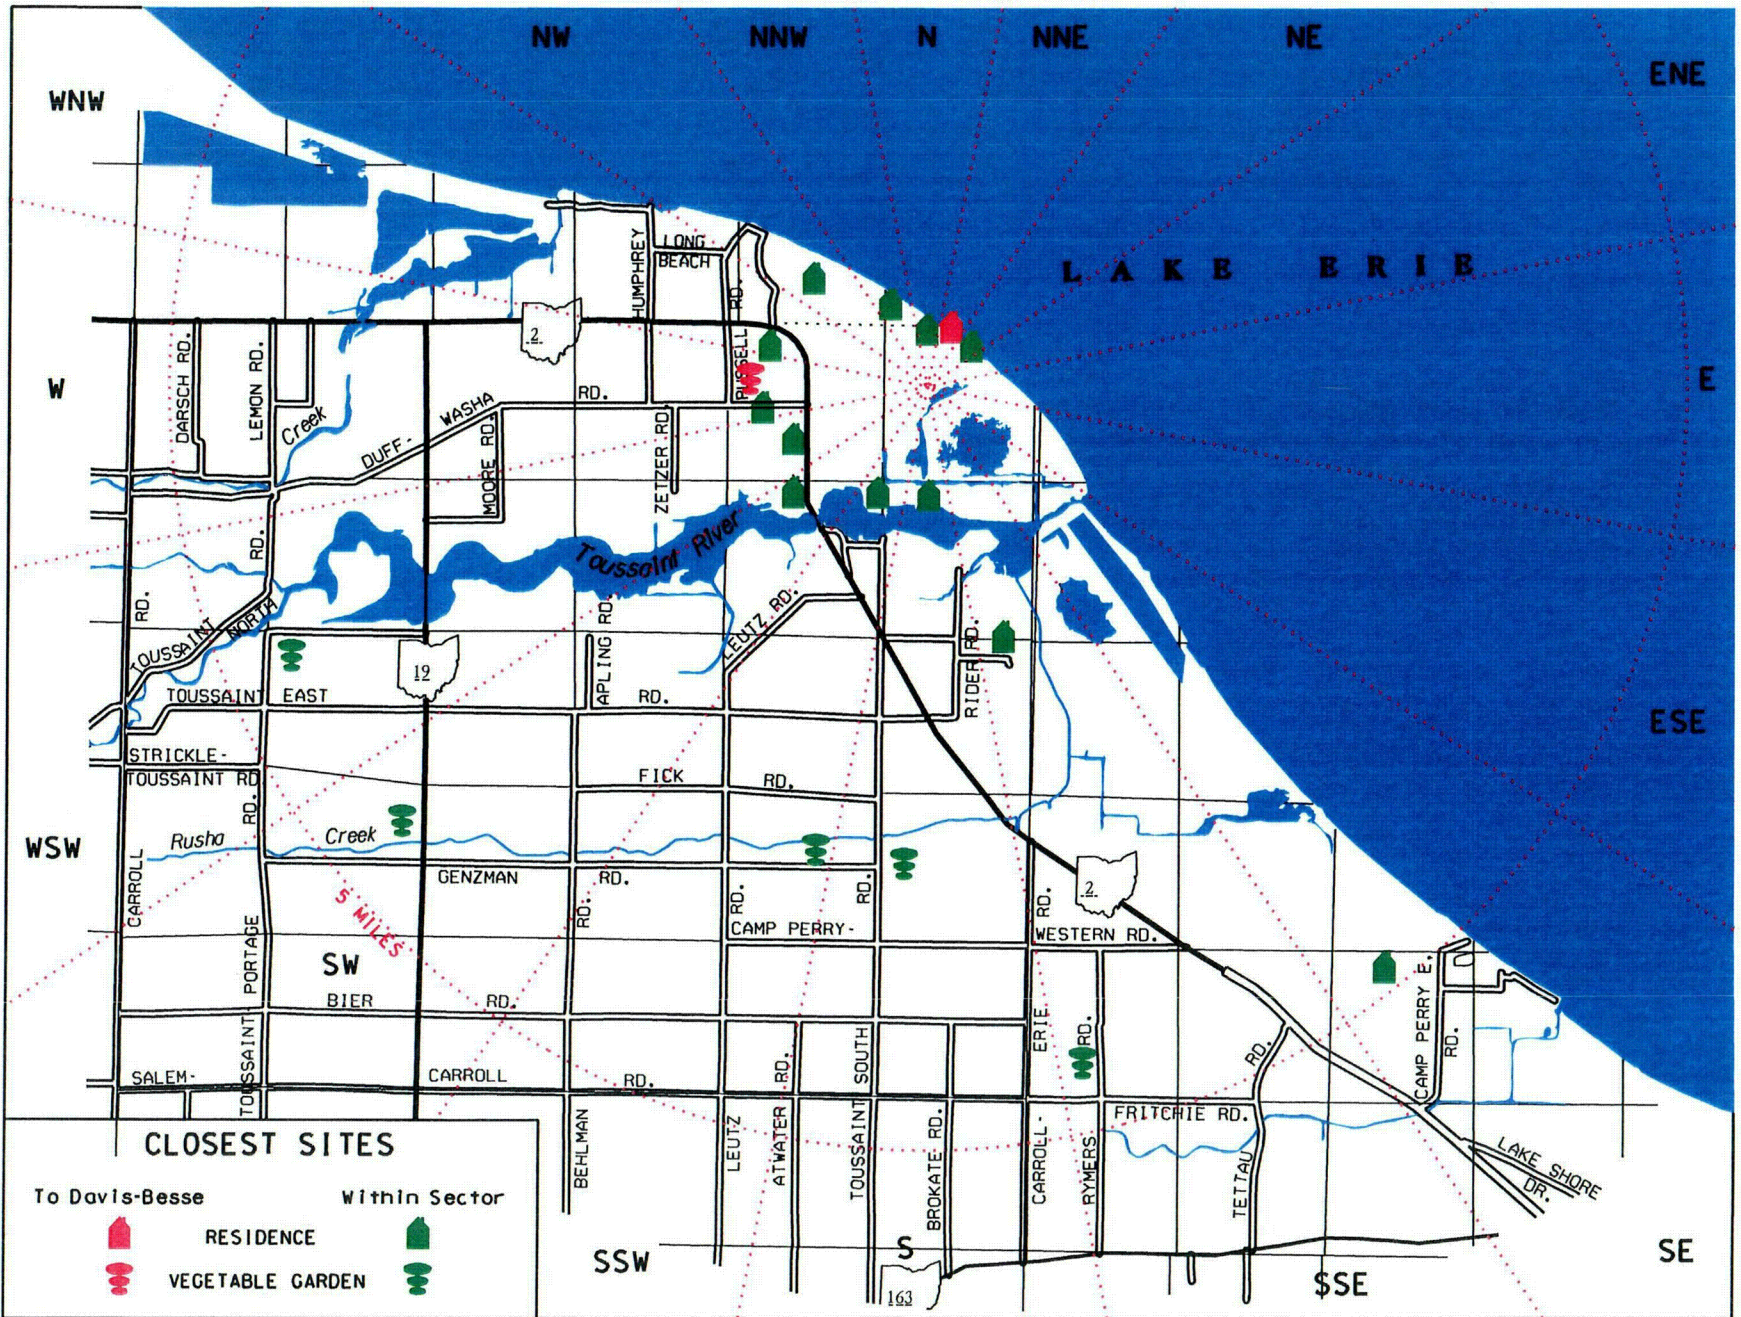 NW
NNW
N
NNE
NE
ENE
WNW
LAKE ERIE
HUMPHREY
LONG
BEACH
RUSSELL
RD.
2
W
DARSCH RD.
LEMON RD.
Creek
DUFF-
WASHA
RD.
MOORE RD.
ZETZER RD.
E
Toussaint River
RD.
RD.
TOUSSAINT
NORTH
19
APLING RD.
LEUTZ RD.
RIDER RD.
TOUSSAINT EAST
RD.
ESE
STRICKLE-
TOUSSAINT RD
FICK
RD.
RD.
Rusha
Creek
WSW
CARROLL
GENZMAN
RD.
5 MILES
RD.
RD.
RD.
RD.
2
CAMP PERRY-
WESTERN RD.
SW
PORTAGE
BIER
RD.
ERIE
RD.
RD.
CAMP PERRY E.
RD.
TOUSSAINT
SALEM-
CARROLL
RD.
RD.
SOUTH
FRITCHIE RD.
BEHLMAN
LEUTZ
ATWATER
TOUSSAINT
BROKATE RD.
CARROLL-
RYMERS
TETTAU
LAKE SHORE
DR.
SSW
S
163
SSE
SE
CLOSEST SITES
To Davis-Besse
Within Sector
RESIDENCE
VEGETABLE GARDEN